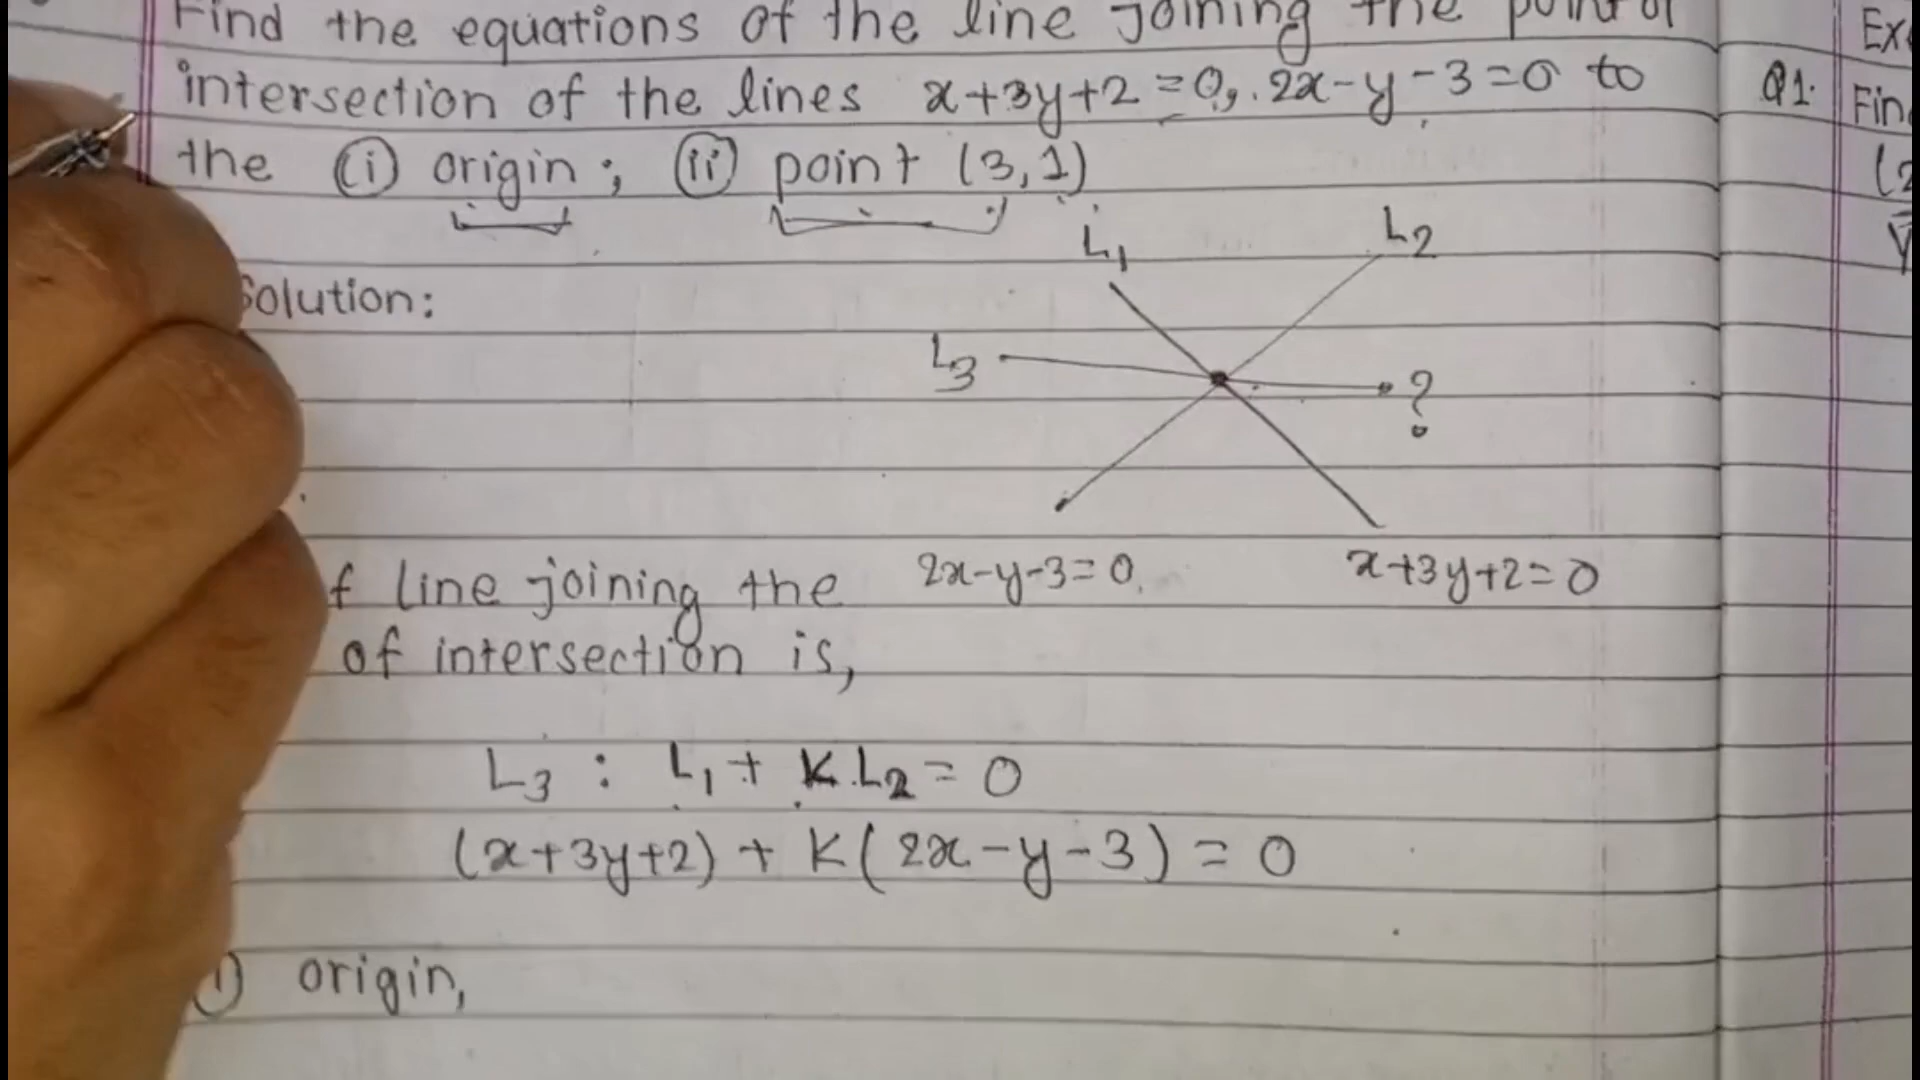 Find the equations of the line joining the point of
intersection of the lines x+3y+2=0, 2x-y-3=0 to
the (i) origin; (ii) point (3,1)
Solution:
L1
L2
L3
?
2x-y-3=0
x+3y+2=0
f line joining the
of intersection is,
L3 : L1 + K.L2 = 0
(x+3y+2) + K(2x-y-3) = 0
origin,
Q1.